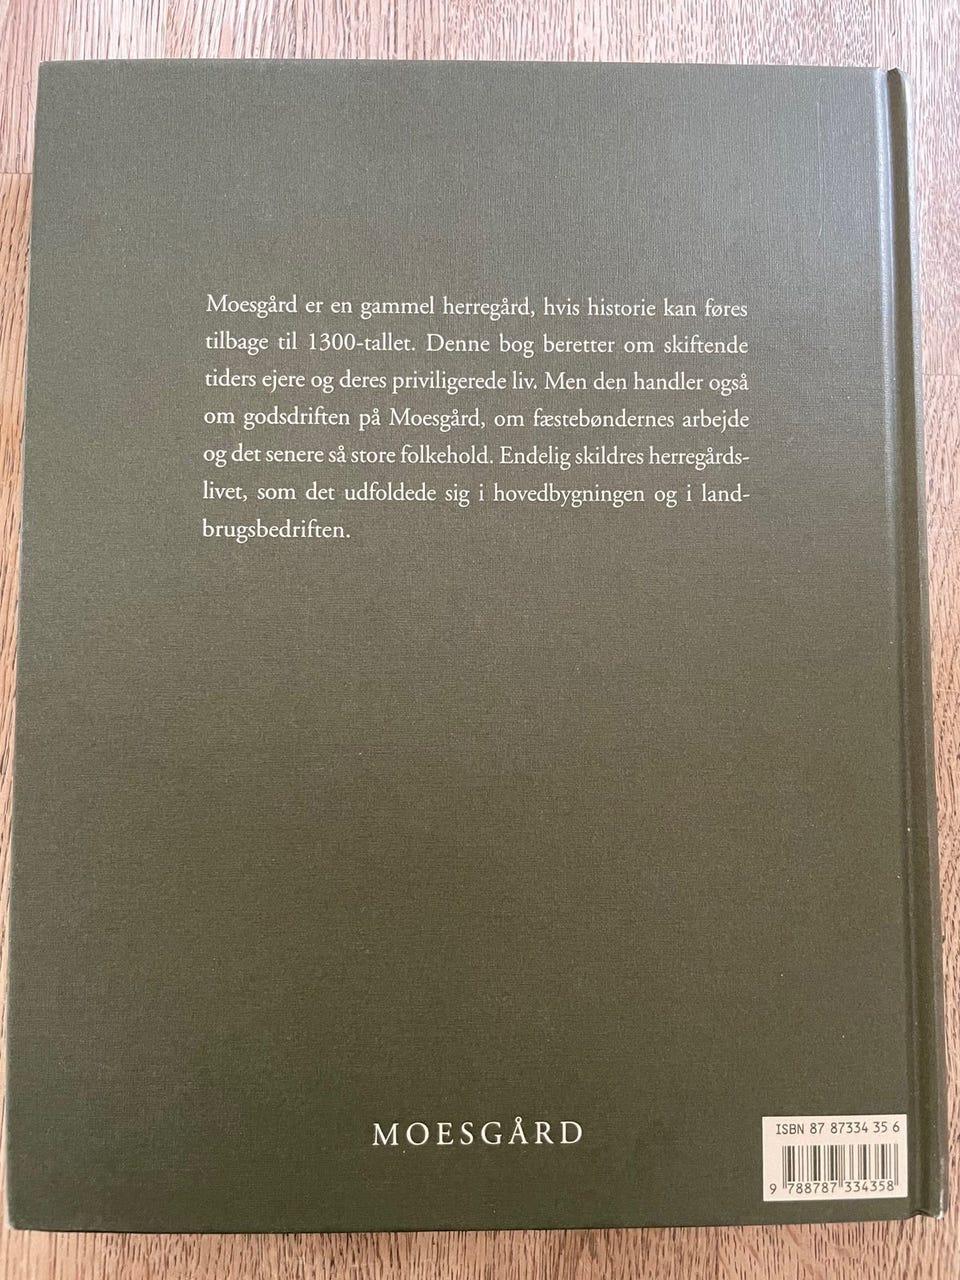 Moesgård er en gammel herregård, hvis historie kan føres
tilbage til 1300-tallet. Denne bog beretter om skiftende
tiders ejere og deres priviligerede liv. Men den handler også
om godsdriften på Moesgård, om fæstebøndernes arbejde
og det senere så store folkehold. Endelig skildres herregårds-
livet, som det udfoldede sig i hovedbygningen og i land-
brugsbedriften.
MOESGÅRD
ISBN 87 87334 35 6
9 788787 334358